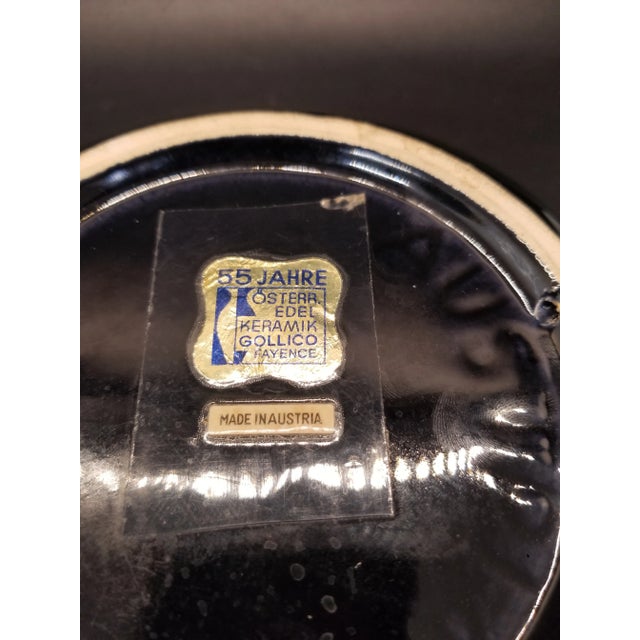 55 JAHRE
ÖSTERR.
EDEL
KERAMIK
GOLLICO
FAYENCE
MADE IN AUSTRIA